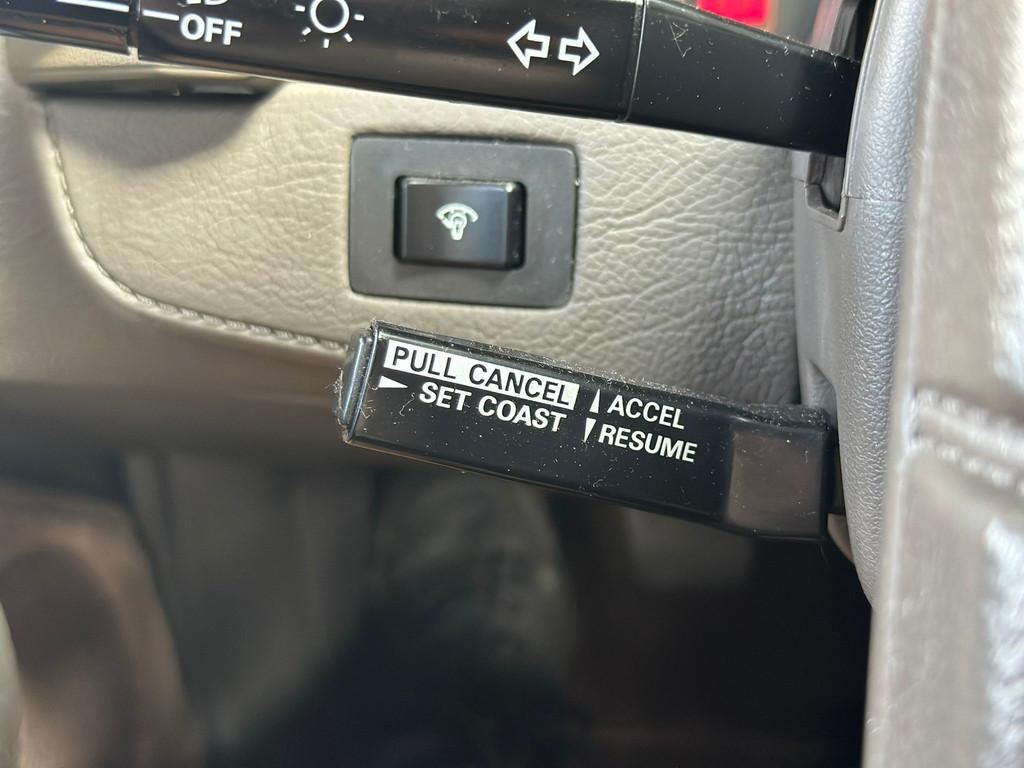 OFF
PULL CANCEL
SET COAST
ACCEL
RESUME